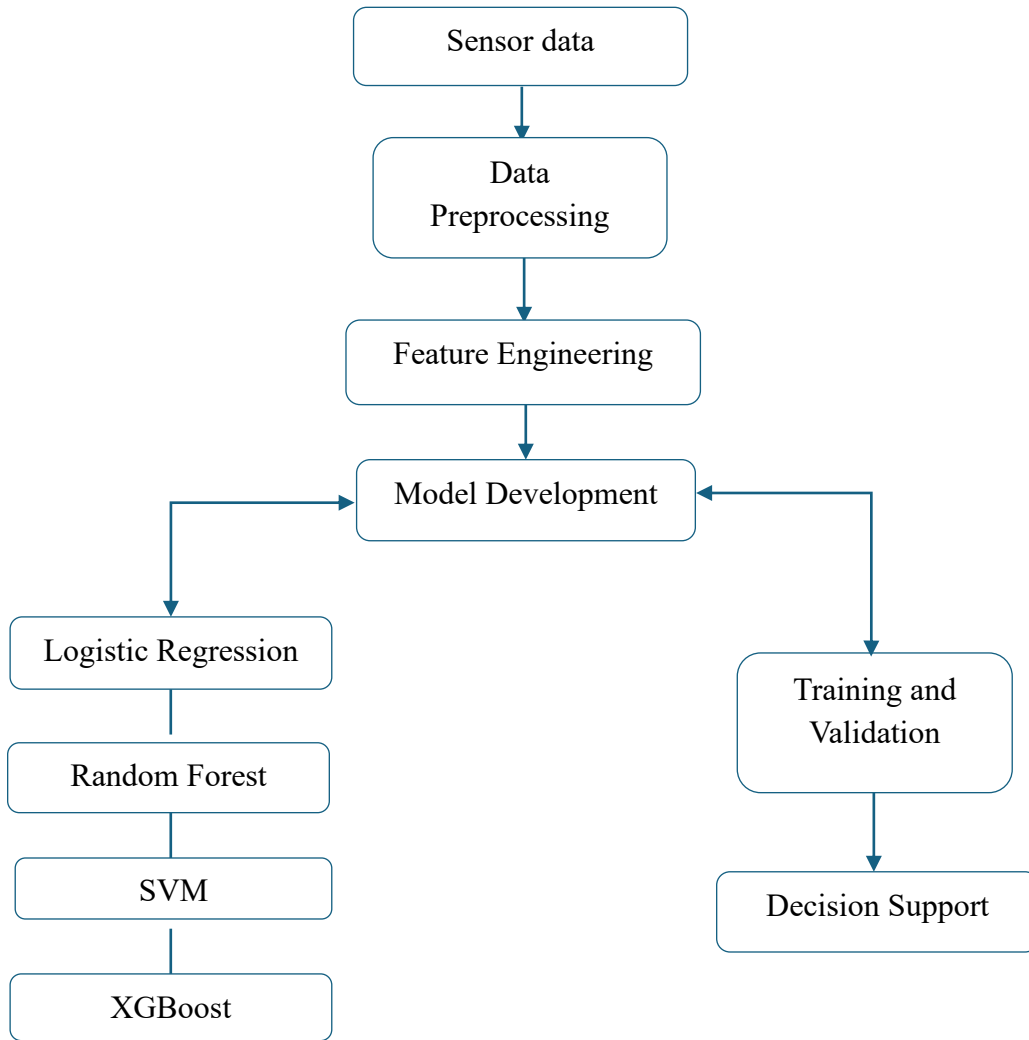 Sensor data
Data
Preprocessing
Feature Engineering
Model Development
Logistic Regression
Random Forest
SVM
XGBoost
Training and
Validation
Decision Support